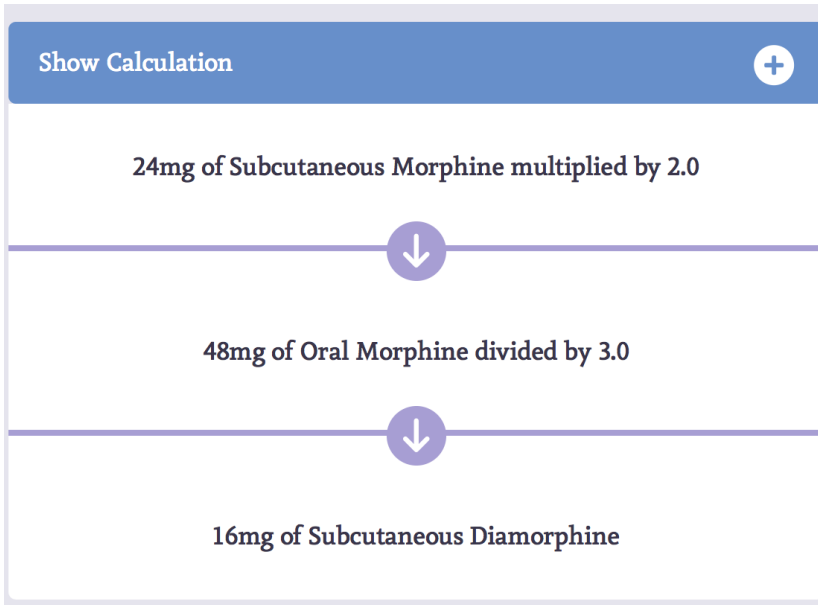 Show Calculation
24mg of Subcutaneous Morphine multiplied by 2.0
48mg of Oral Morphine divided by 3.0
16mg of Subcutaneous Diamorphine